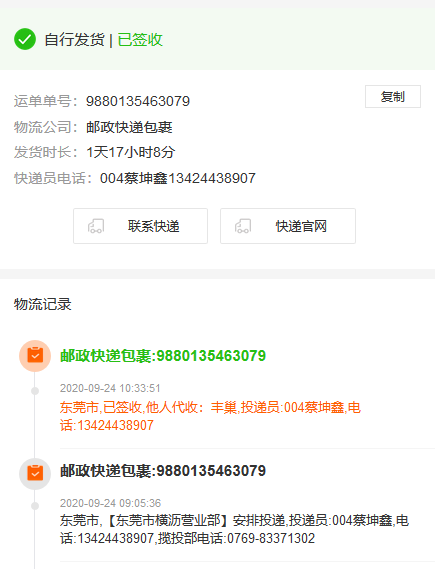 自行发货 | 已签收
运单单号：9880135463079
复制
物流公司：邮政快递包裹
发货时长：1天17小时8分
快递员电话：004蔡坤鑫13424438907
联系快递
快递官网
物流记录
邮政快递包裹:9880135463079
2020-09-24 10:33:51
东莞市,已签收,他人代收：丰巢,投递员:004蔡坤鑫,电
话:13424438907
邮政快递包裹:9880135463079
2020-09-24 09:05:36
东莞市,【东莞市横沥营业部】安排投递,投递员:004蔡坤鑫,电
话:13424438907,揽投部电话:0769-83371302